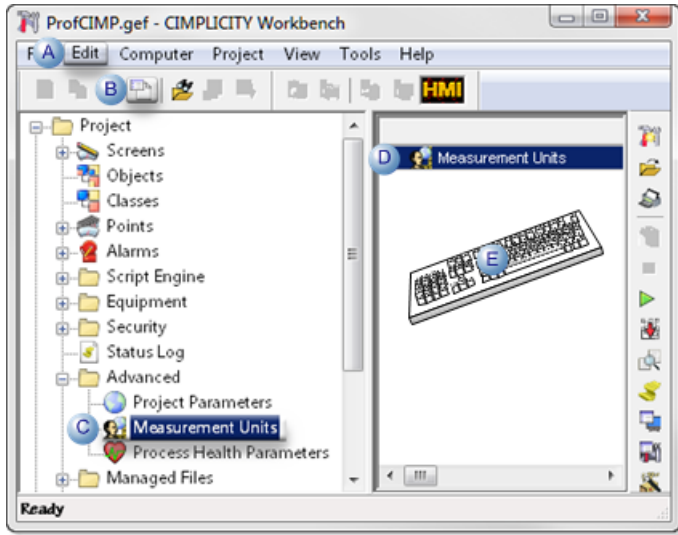 ProfCIMP.gef - CIMPLICITY Workbench
F A Edit Computer Project View Tools Help
B HMI
Project
Screens
Objects
Classes
Points
Alarms
Script Engine
Equipment
Security
Status Log
Advanced
Project Parameters
C Measurement Units
Process Health Parameters
Managed Files
D Measurement Units
E
Ready